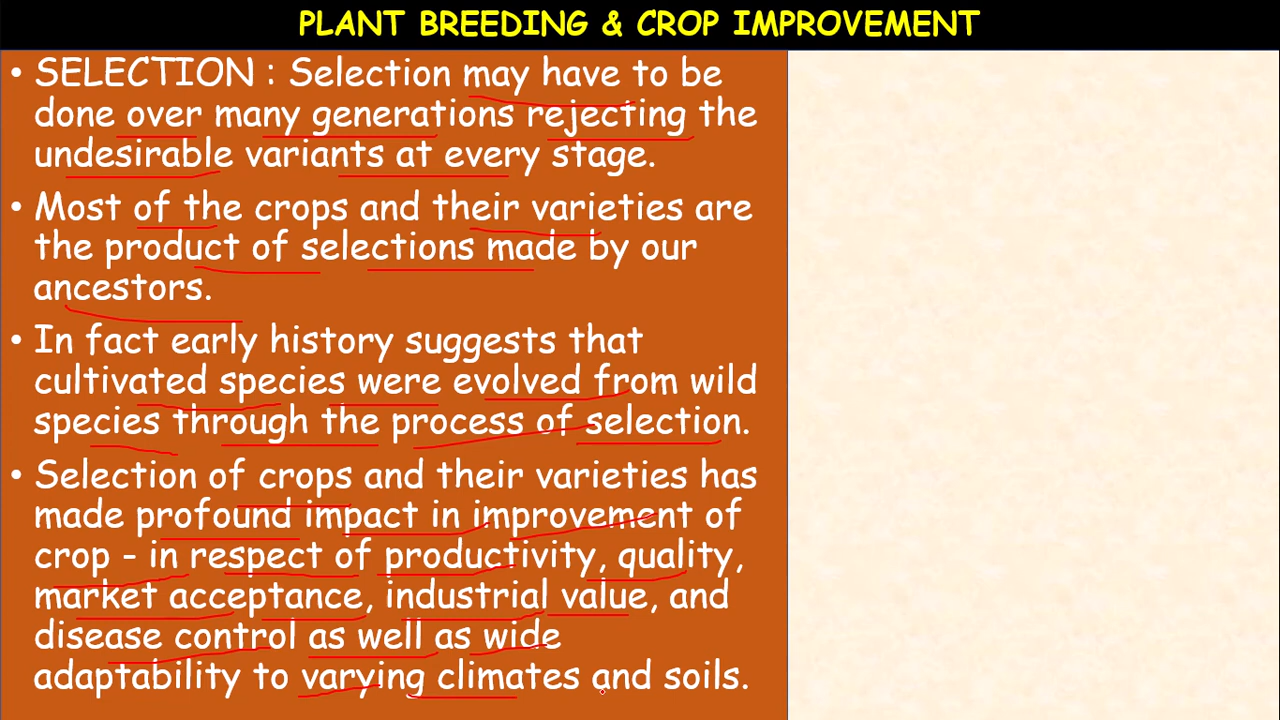 PLANT BREEDING & CROP IMPROVEMENT
• SELECTION : Selection may have to be
done over many generations rejecting the
undesirable variants at every stage.
• Most of the crops and their varieties are
the product of selections made by our
ancestors.
• In fact early history suggests that
cultivated species were evolved from wild
species through the process of selection.
• Selection of crops and their varieties has
made profound impact in improvement of
crop - in respect of productivity, quality,
market acceptance, industrial value, and
disease control as well as wide
adaptability to varying climates and soils.